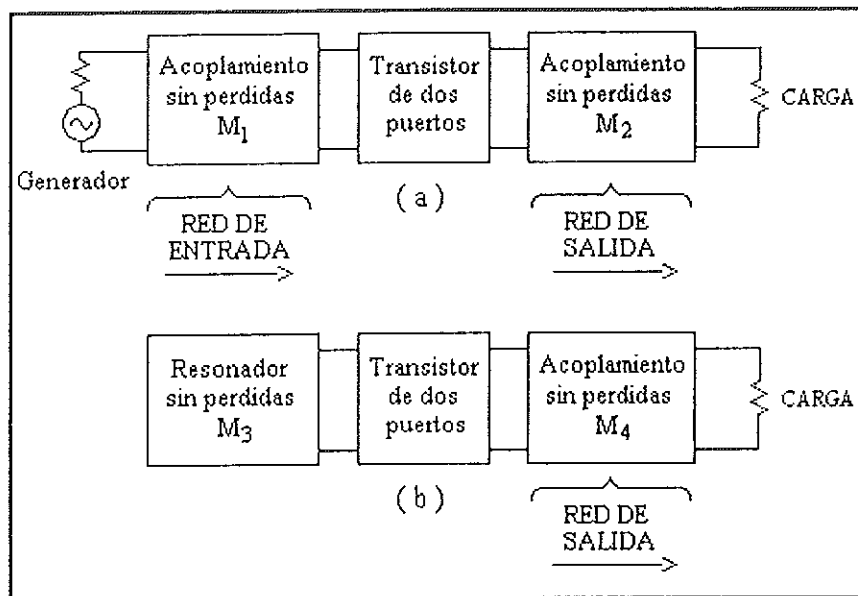 Acoplamiento
sin perdidas
M1
Transistor
de dos
puertos
Acoplamiento
sin perdidas
M2
CARGA
Generador
(a)
RED DE
ENTRADA
RED DE
SALIDA
Resonador
sin perdidas
M3
Transistor
de dos
puertos
Acoplamiento
sin perdidas
M4
CARGA
(b)
RED DE
SALIDA